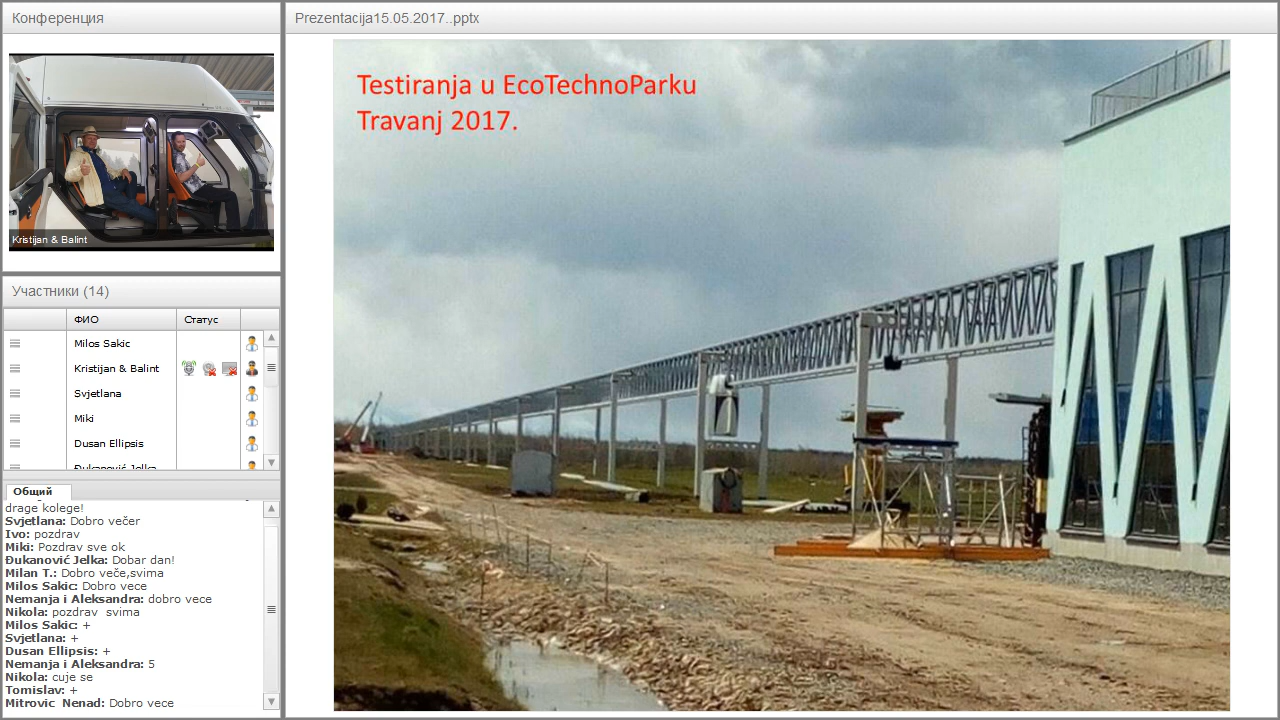 Конференция
Kristijan & Balint
Участники (14)
ФИО
Статус
Milos Sakic
Kristijan & Balint
Svjetlana
Miki
Dusan Ellipsis
Đukanović Jelka
Общий
drage kolege!
Svjetlana: Dobro večer
Ivo: pozdrav
Miki: Pozdrav sve ok
Đukanović Jelka: Dobar dan!
Milan T.: Dobro veče,svima
Milos Sakic: Dobro vece
Nemanja i Aleksandra: dobro vece
Nikola: pozdrav svima
Milos Sakic: +
Svjetlana: +
Dusan Ellipsis: +
Nemanja i Aleksandra: 5
Nikola: cuje se
Tomislav: +
Mitrovic Nenad: Dobro vece
Prezentacija15.05.2017..pptx
Testiranja u EcoTechnoParku
Travanj 2017.